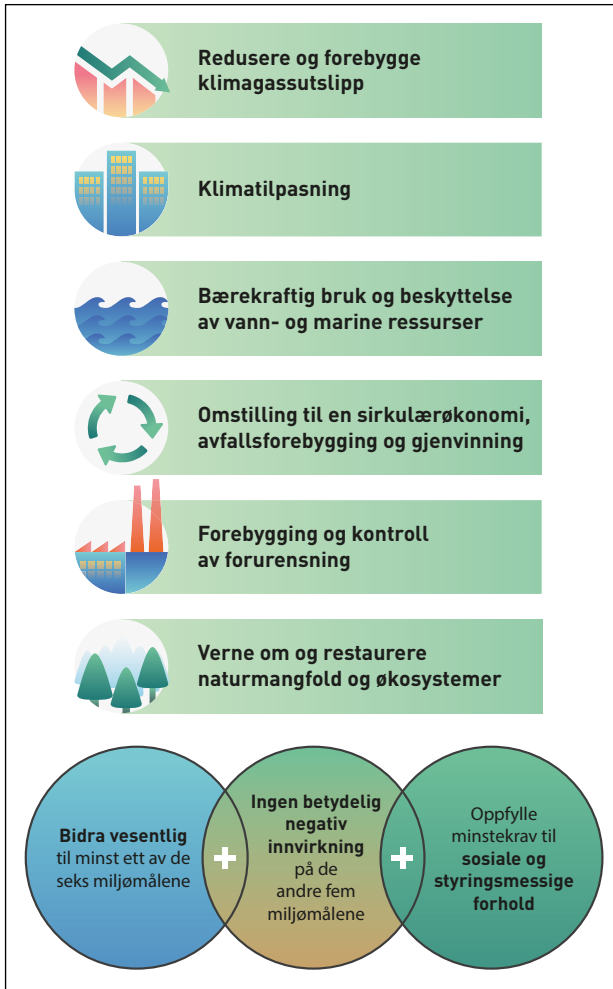 Redusere og forebygge
klimagassutslipp
Klimatilpasning
Bærekraftig bruk og beskyttelse
av vann- og marine ressurser
Omstilling til en sirkulærøkonomi,
avfallsforebygging og gjenvinning
Forebygging og kontroll
av forurensning
Verne om og restaurere
naturmangfold og økosystemer
Bidra vesentlig
til minst ett av de
seks miljømålene
+
Ingen betydelig
negativ
innvirkning
på de
andre fem
miljømålene
+
Oppfylle
minstekrav til
sosiale og
styringsmessige
forhold